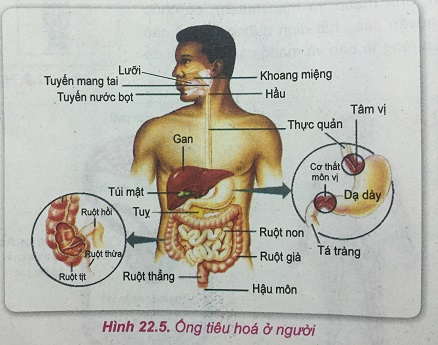 Lưỡi
Tuyến mang tai
Tuyến nước bọt
Khoang miệng
Hầu
Thực quản
Tâm vị
Gan
Cơ thắt
môn vị
Dạ dày
Túi mật
Tuỵ
Ruột hồi
Ruột thừa
Ruột tịt
Ruột non
Ruột già
Tá tràng
Ruột thẳng
Hậu môn
Hình 22.5. Ống tiêu hoá ở người